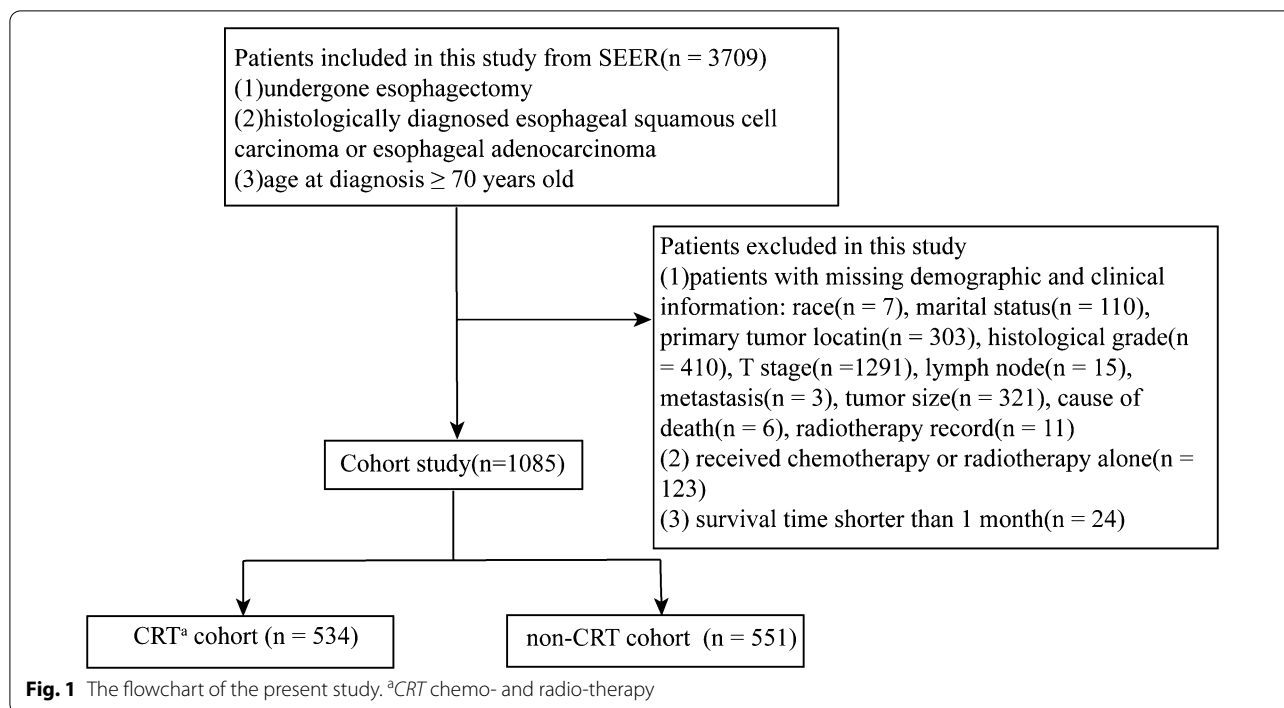 Patients included in this study from SEER(n = 3709)
(1)undergone esophagectomy
(2)histologically diagnosed esophageal squamous cell
carcinoma or esophageal adenocarcinoma
(3)age at diagnosis ≥ 70 years old
Patients excluded in this study
(1)patients with missing demographic and clinical
information: race(n = 7), marital status(n = 110),
primary tumor locatin(n = 303), histological grade(n
= 410), T stage(n =1291), lymph node(n = 15),
metastasis(n = 3), tumor size(n = 321), cause of
death(n = 6), radiotherapy record(n = 11)
(2) received chemotherapy or radiotherapy alone(n =
123)
(3) survival time shorter than 1 month(n = 24)
Cohort study(n=1085)
CRTᵃ cohort (n = 534)
non-CRT cohort (n = 551)
Fig. 1 The flowchart of the present study. ᵃCRT chemo- and radio-therapy